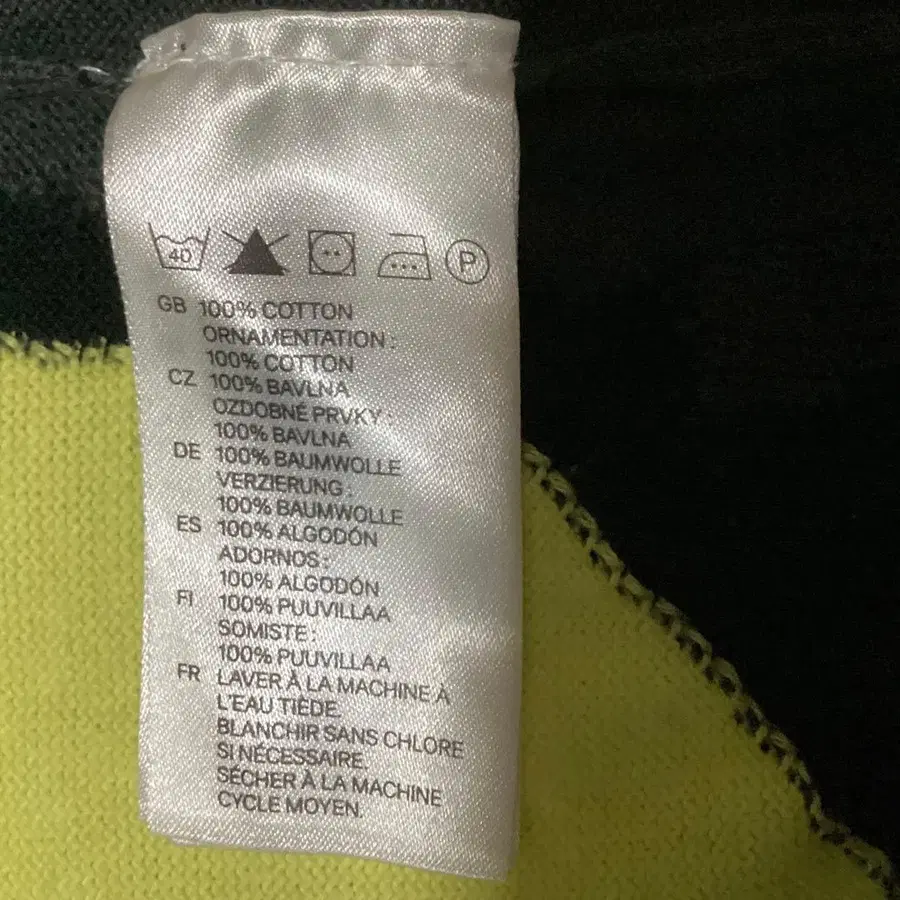 40 P
GB 100% COTTON
ORNAMENTATION :
100% COTTON
CZ 100% BAVLNA
OZDOBNÉ PRVKY :
100% BAVLNA
DE 100% BAUMWOLLE
VERZIERUNG :
100% BAUMWOLLE
ES 100% ALGODÓN
ADORNOS :
100% ALGODÓN
FI 100% PUUVILLAA
SOMISTE :
100% PUUVILLAA
FR LAVER À LA MACHINE À
L'EAU TIÈDE.
BLANCHIR SANS CHLORE
SI NÉCESSAIRE.
SÉCHER À LA MACHINE
CYCLE MOYEN.